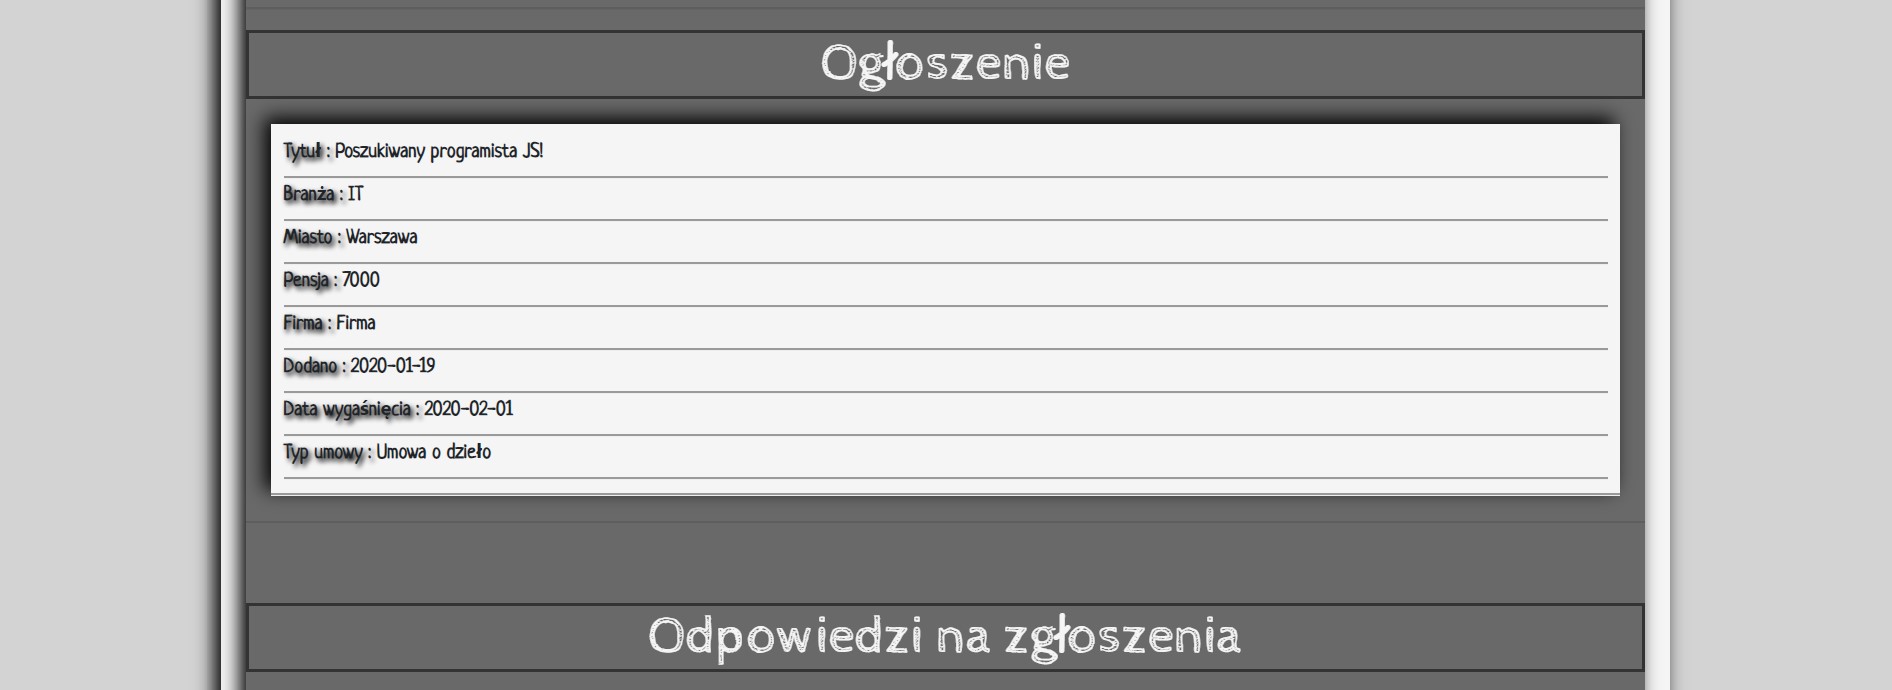 Ogłoszenie
Tytuł : Poszukiwany programista JS!
Branża : IT
Miasto : Warszawa
Pensja : 7000
Firma : Firma
Dodano : 2020-01-19
Data wygaśnięcia : 2020-02-01
Typ umowy : Umowa o dzieło
Odpowiedzi na zgłoszenia